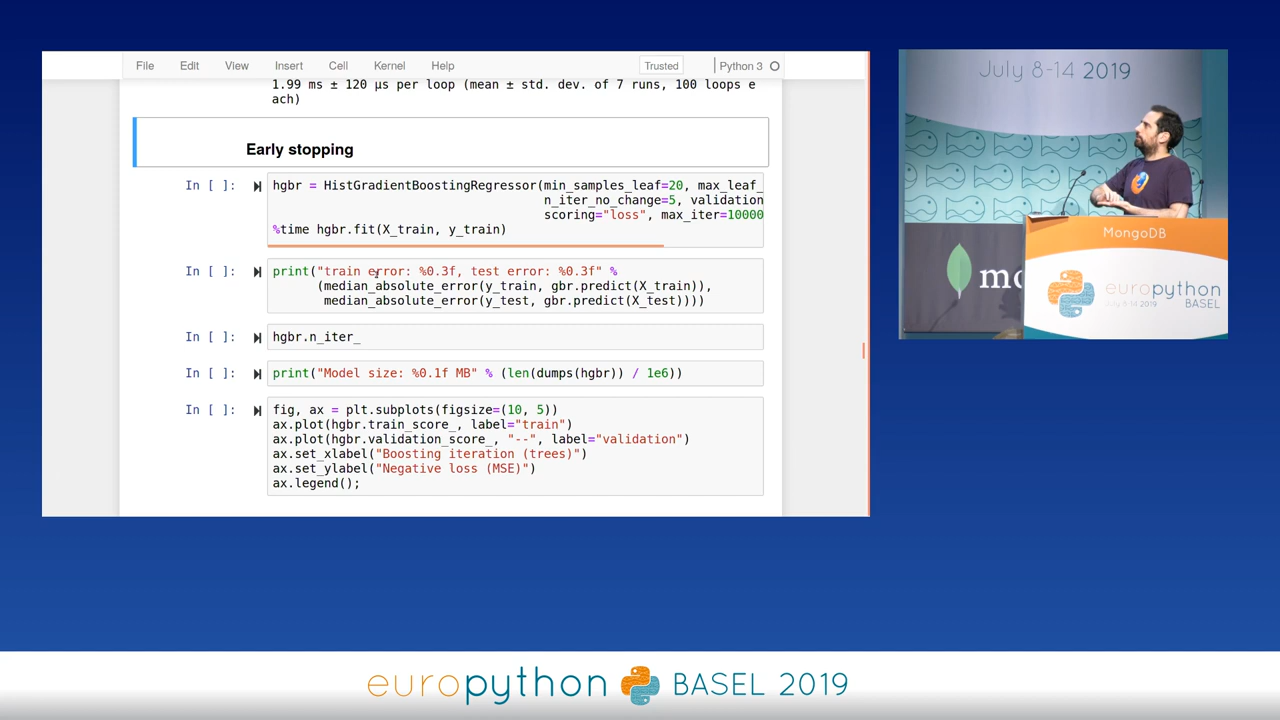 File Edit View Insert Cell Kernel Help Trusted Python 3
1.99 ms ± 120 µs per loop (mean ± std. dev. of 7 runs, 100 loops e
ach)
Early stopping
In [ ]: hgbr = HistGradientBoostingRegressor(min_samples_leaf=20, max_leaf_
n_iter_no_change=5, validation
scoring="loss", max_iter=10000
%time hgbr.fit(X_train, y_train)
In [ ]: print("train error: %0.3f, test error: %0.3f" %
(median_absolute_error(y_train, gbr.predict(X_train)),
median_absolute_error(y_test, gbr.predict(X_test))))
In [ ]: hgbr.n_iter_
In [ ]: print("Model size: %0.1f MB" % (len(dumps(hgbr)) / 1e6))
In [ ]: fig, ax = plt.subplots(figsize=(10, 5))
ax.plot(hgbr.train_score_, label="train")
ax.plot(hgbr.validation_score_, "--", label="validation")
ax.set_xlabel("Boosting iteration (trees)")
ax.set_ylabel("Negative loss (MSE)")
ax.legend();
July 8-14 2019
MongoDB
mo
europython
July 8-14 2019 BASEL
europython BASEL 2019